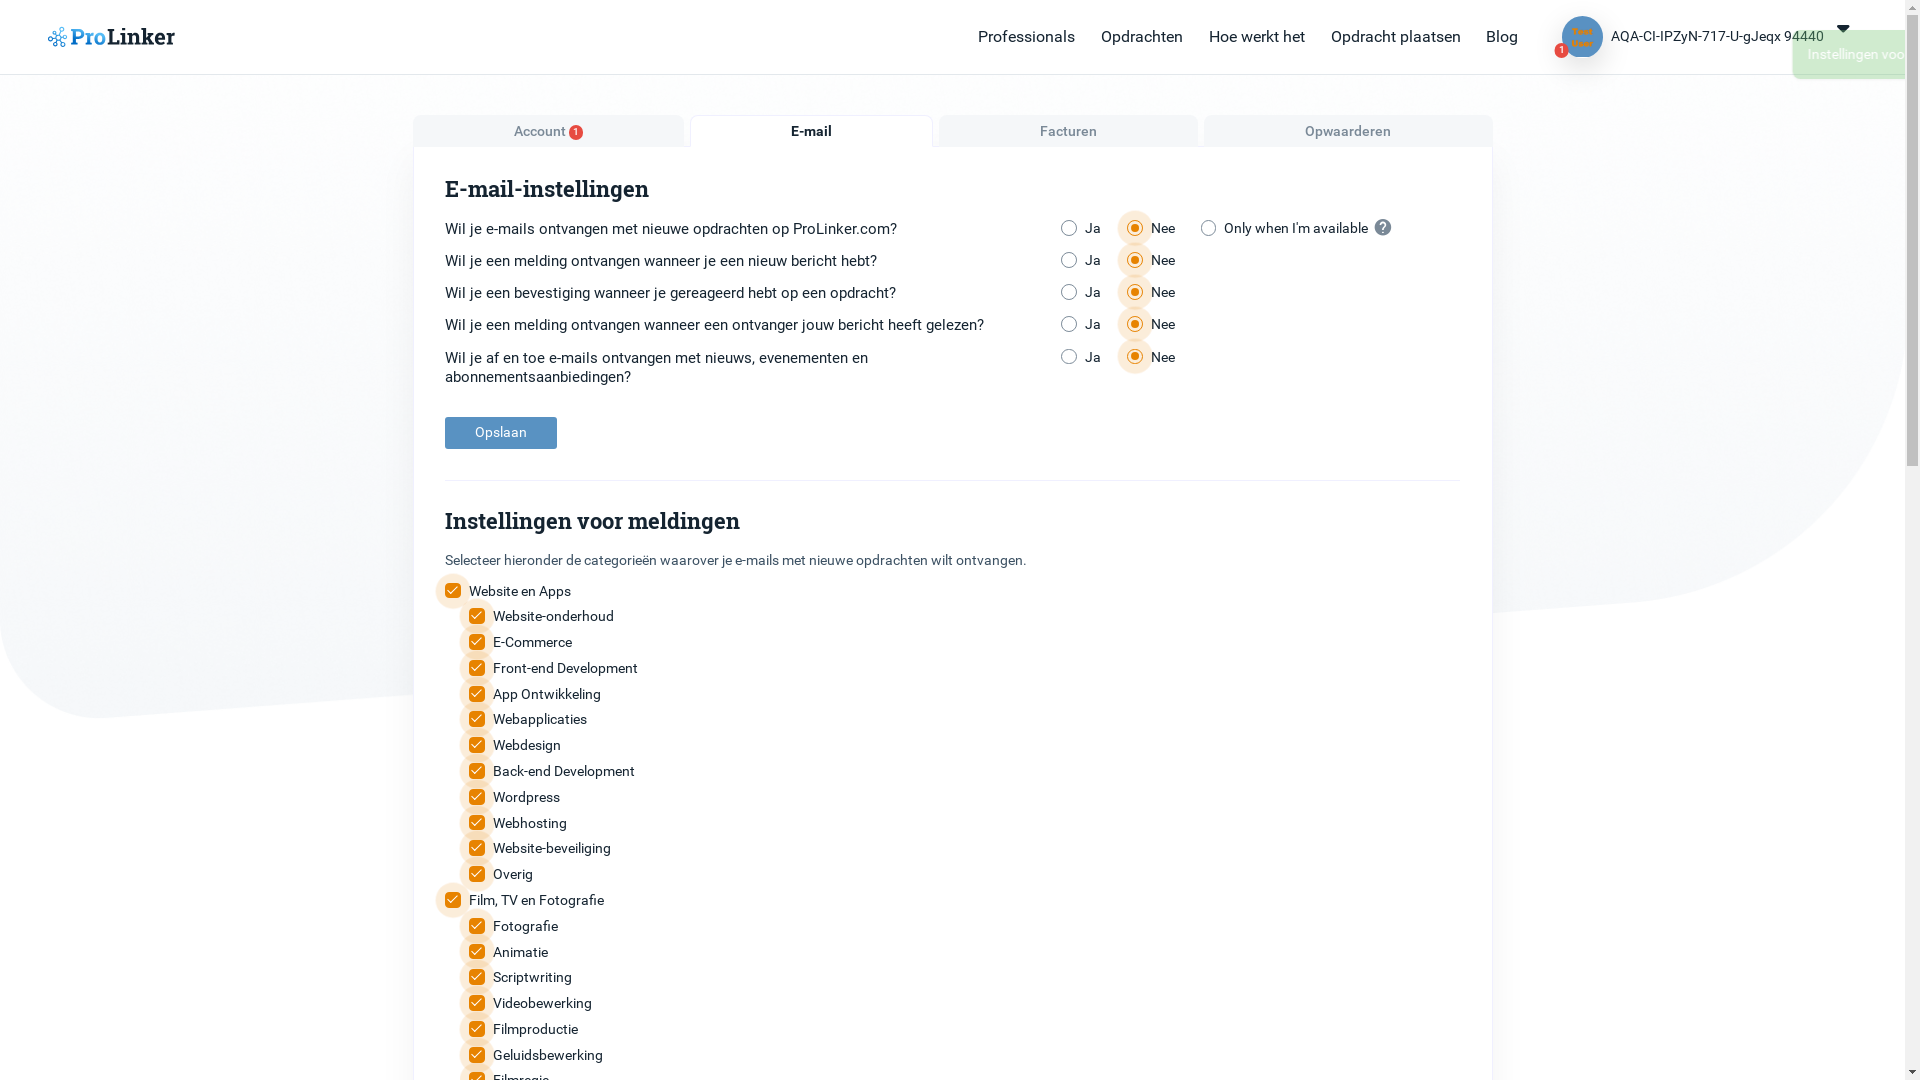 ProLinker
Professionals
Opdrachten
Hoe werkt het
Opdracht plaatsen
Blog
1
AQA-CI-IPZyN-717-U-gJeqx 94440
Instellingen voo
Account 1
E-mail
Facturen
Opwaarderen
E-mail-instellingen
Wil je e-mails ontvangen met nieuwe opdrachten op ProLinker.com? Ja Nee Only when I'm available ?
Wil je een melding ontvangen wanneer je een nieuw bericht hebt? Ja Nee
Wil je een bevestiging wanneer je gereageerd hebt op een opdracht? Ja Nee
Wil je een melding ontvangen wanneer een ontvanger jouw bericht heeft gelezen? Ja Nee
Wil je af en toe e-mails ontvangen met nieuws, evenementen en Ja Nee
abonnementsaanbiedingen?
Opslaan
Instellingen voor meldingen
Selecteer hieronder de categorieën waarover je e-mails met nieuwe opdrachten wilt ontvangen.
Website en Apps
Website-onderhoud
E-Commerce
Front-end Development
App Ontwikkeling
Webapplicaties
Webdesign
Back-end Development
Wordpress
Webhosting
Website-beveiliging
Overig
Film, TV en Fotografie
Fotografie
Animatie
Scriptwriting
Videobewerking
Filmproductie
Geluidsbewerking
Filmregie